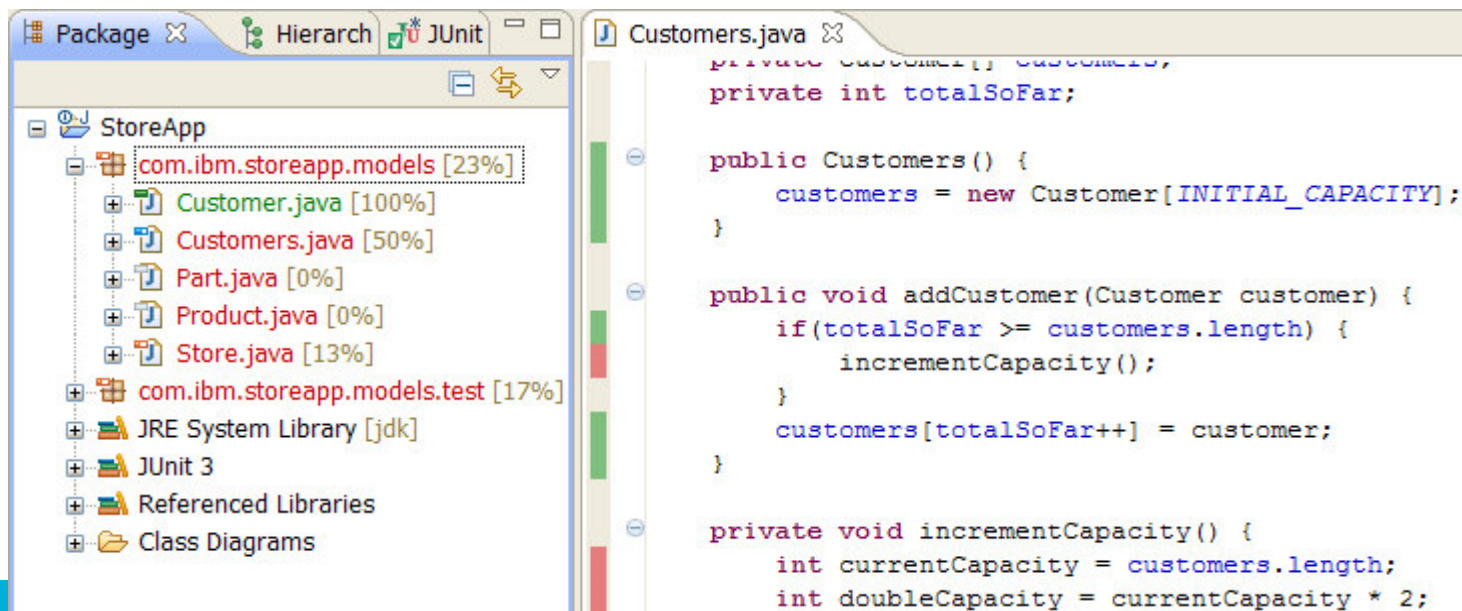 Package Hierarch JUnit
StoreApp
com.ibm.storeapp.models [23%]
Customer.java [100%]
Customers.java [50%]
Part.java [0%]
Product.java [0%]
Store.java [13%]
com.ibm.storeapp.models.test [17%]
JRE System Library [jdk]
JUnit 3
Referenced Libraries
Class Diagrams
Customers.java
private Customer[] customers;
private int totalSoFar;
public Customers() {
customers = new Customer[INITIAL_CAPACITY];
}
public void addCustomer(Customer customer) {
if(totalSoFar >= customers.length) {
incrementCapacity();
}
customers[totalSoFar++] = customer;
}
private void incrementCapacity() {
int currentCapacity = customers.length;
int doubleCapacity = currentCapacity * 2;